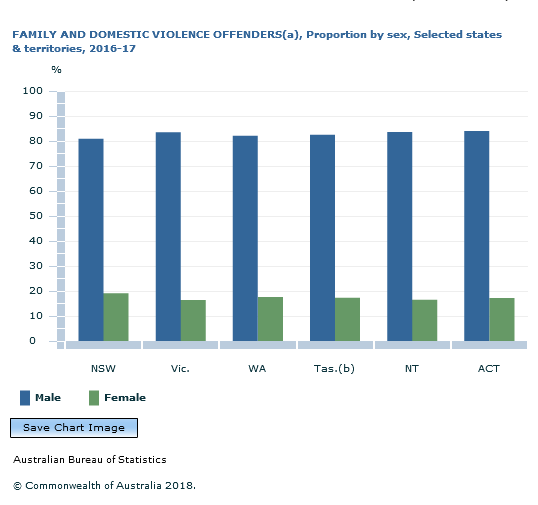 FAMILY AND DOMESTIC VIOLENCE OFFENDERS(a), Proportion by sex, Selected states
& territories, 2016-17
%
100
90
80
70
60
50
40
30
20
10
0
NSW Vic. WA Tas.(b) NT ACT
Male Female
Save Chart Image
Australian Bureau of Statistics
© Commonwealth of Australia 2018.